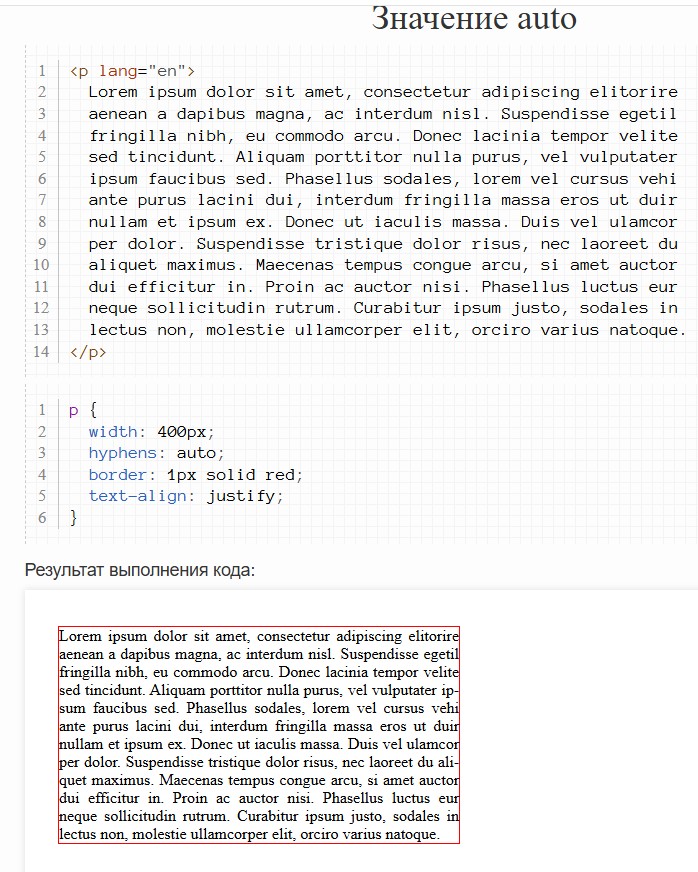 Значение auto
1 <p lang="en">
2 Lorem ipsum dolor sit amet, consectetur adipiscing elitorire
3 aenean a dapibus magna, ac interdum nisl. Suspendisse egetil
4 fringilla nibh, eu commodo arcu. Donec lacinia tempor velite
5 sed tincidunt. Aliquam porttitor nulla purus, vel vulputater
6 ipsum faucibus sed. Phasellus sodales, lorem vel cursus vehi
7 ante purus lacini dui, interdum fringilla massa eros ut duir
8 nullam et ipsum ex. Donec ut iaculis massa. Duis vel ulamcor
9 per dolor. Suspendisse tristique dolor risus, nec laoreet du
10 aliquet maximus. Maecenas tempus congue arcu, si amet auctor
11 dui efficitur in. Proin ac auctor nisi. Phasellus luctus eur
12 neque sollicitudin rutrum. Curabitur ipsum justo, sodales in
13 lectus non, molestie ullamcorper elit, orciro varius natoque.
14 </p>
1 p {
2 width: 400px;
3 hyphens: auto;
4 border: 1px solid red;
5 text-align: justify;
6 }
Результат выполнения кода:
Lorem ipsum dolor sit amet, consectetur adipiscing elitorire
aenean a dapibus magna, ac interdum nisl. Suspendisse egetil
fringilla nibh, eu commodo arcu. Donec lacinia tempor velite
sed tincidunt. Aliquam porttitor nulla purus, vel vulputater ip-
sum faucibus sed. Phasellus sodales, lorem vel cursus vehi
ante purus lacini dui, interdum fringilla massa eros ut duir
nullam et ipsum ex. Donec ut iaculis massa. Duis vel ulamcor
per dolor. Suspendisse tristique dolor risus, nec laoreet du ali-
quet maximus. Maecenas tempus congue arcu, si amet auctor
dui efficitur in. Proin ac auctor nisi. Phasellus luctus eur
neque sollicitudin rutrum. Curabitur ipsum justo, sodales in
lectus non, molestie ullamcorper elit, orciro varius natoque.